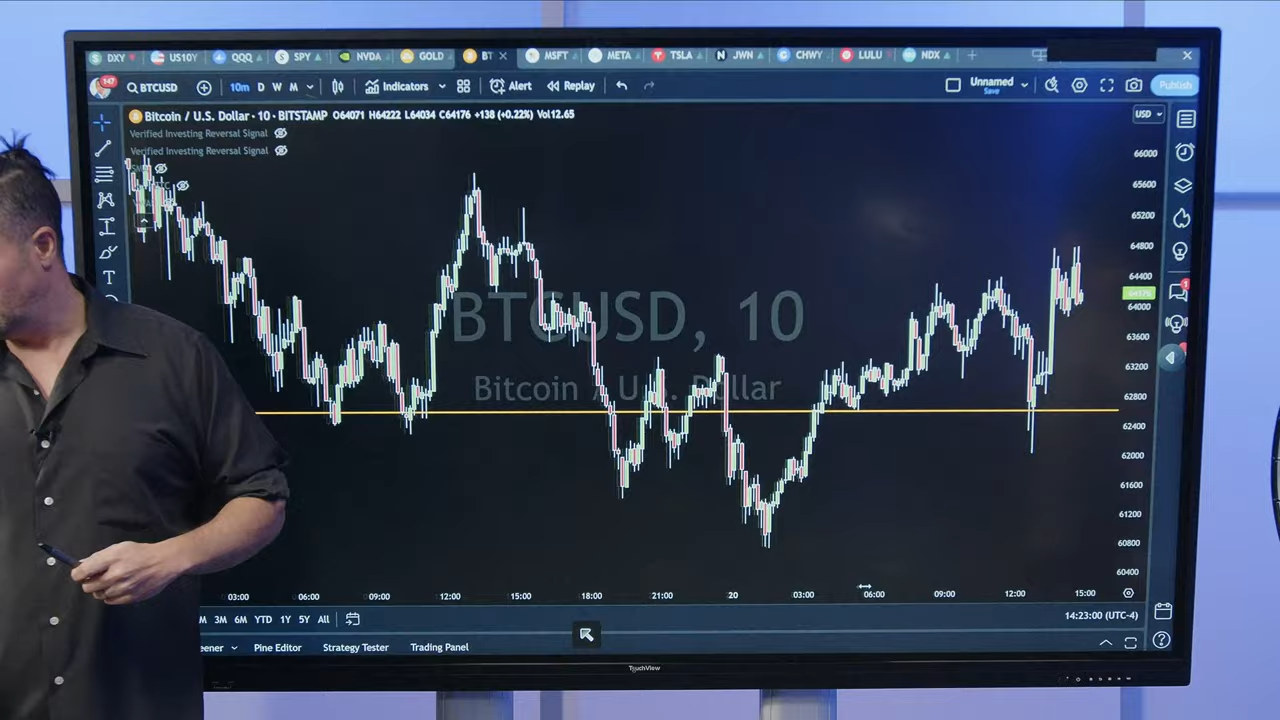 DXY US10Y QQQ SPY NVDA GOLD BT MSFT META TSLA JWN CHWY LULU NDX
147 BTCUSD 10m D W M Indicators Alert Replay Unnamed Save Publish
Bitcoin / U.S. Dollar · 10 · BITSTAMP O64071 H64222 L64034 C64176 +138 (+0.22%) Vol12.65 USD
Verified Investing Reversal Signal
Verified Investing Reversal Signal
66000
65600
65200
64800
64400
64000
63600
63200
62800
62400
62000
61600
61200
60800
60400
BTCUSD, 10
Bitcoin / U.S. Dollar
03:00 06:00 09:00 12:00 15:00 18:00 21:00 20 03:00 06:00 09:00 12:00 15:00
M 3M 6M YTD 1Y 5Y All 14:23:00 (UTC-4)
eener Pine Editor Strategy Tester Trading Panel
TouchView